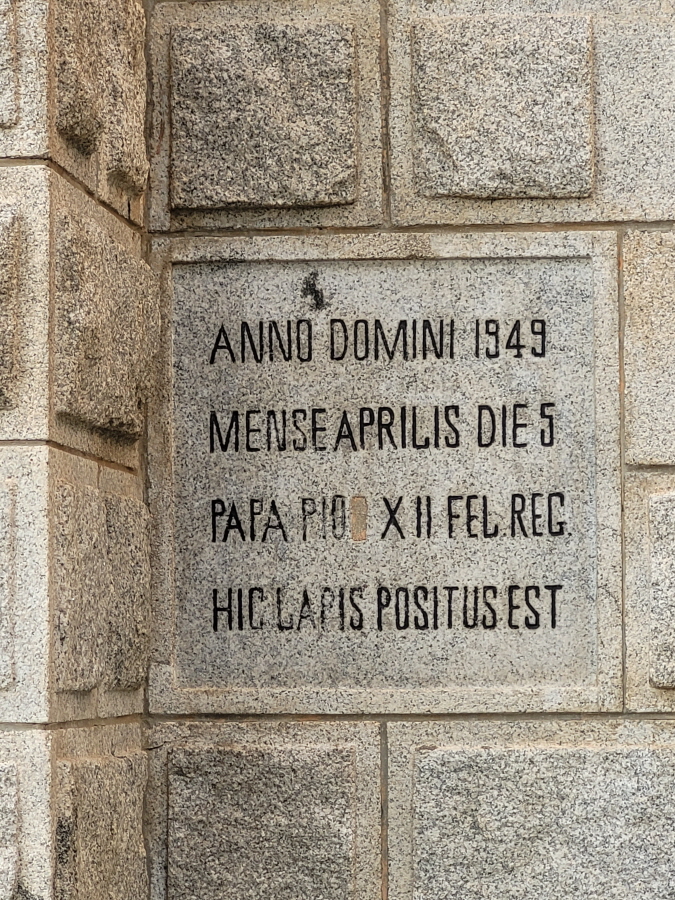 ANNO DOMINI 1949
MENSE APRILIS DIE 5
PAPA PIO XII FEL. REG.
HIC LAPIS POSITUS EST